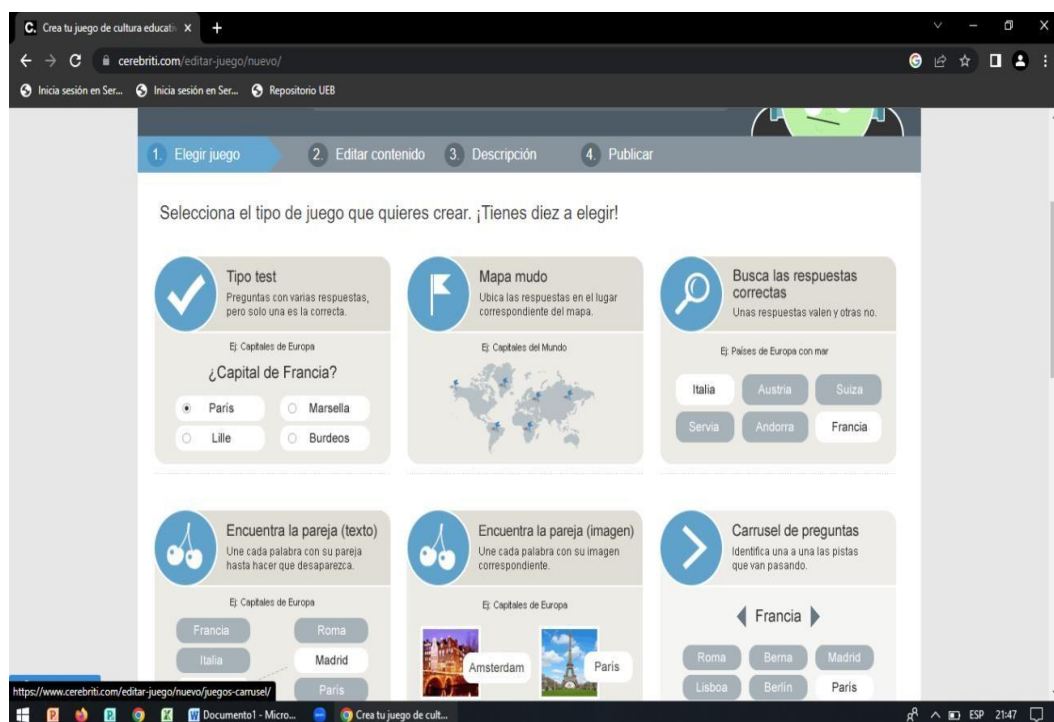 C. Crea tu juego de cultura educati
cerebriti.com/editar-juego/nuevo/
Inicia sesión en Ser... Inicia sesión en Ser... Repositorio UEB
1. Elegir juego 2. Editar contenido 3. Descripción 4. Publicar
Selecciona el tipo de juego que quieres crear. ¡Tienes diez a elegir!
Tipo test
Preguntas con varias respuestas,
pero solo una es la correcta.
Ej: Capitales de Europa
¿Capital de Francia?
París Marsella
Lille Burdeos
Mapa mudo
Ubica las respuestas en el lugar
correspondiente del mapa.
Ej: Capitales del Mundo
Busca las respuestas
correctas
Unas respuestas valen y otras no.
Ej: Países de Europa con mar
Italia Austria Suiza
Servia Andorra Francia
Encuentra la pareja (texto)
Une cada palabra con su pareja
hasta hacer que desaparezca.
Ej: Capitales de Europa
Francia Roma
Italia Madrid
París
Encuentra la pareja (imagen)
Une cada palabra con su imagen
correspondiente.
Ej: Capitales de Europa
Amsterdam París
Carrusel de preguntas
Identifica una a una las pistas
que van pasando.
Francia
Roma Berna Madrid
Lisboa Berlín París
https://www.cerebriti.com/editar-juego/nuevo/juegos-carrusel/
Documento1 - Micro... Crea tu juego de cult... ESP 21:47